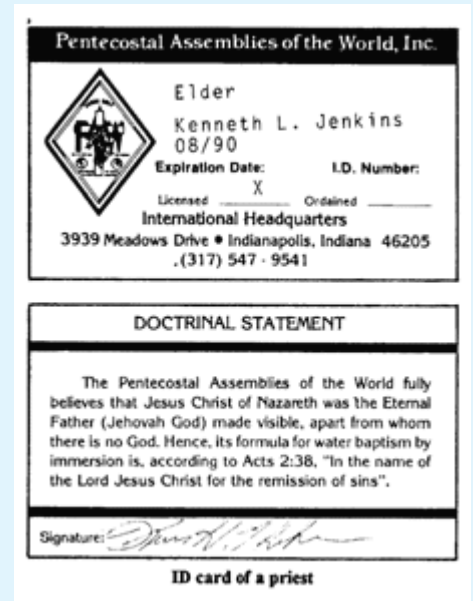 Pentecostal Assemblies of the World, Inc.
Elder
Kenneth L. Jenkins
08/90
Expiration Date: I.D. Number:
X
Licensed ________ Ordained ________
International Headquarters
3939 Meadows Drive • Indianapolis, Indiana 46205
.(317) 547 - 9541
DOCTRINAL STATEMENT
The Pentecostal Assemblies of the World fully
believes that Jesus Christ of Nazareth was the Eternal
Father (Jehovah God) made visible, apart from whom
there is no God. Hence, its formula for water baptism by
immersion is, according to Acts 2:38, "In the name of
the Lord Jesus Christ for the remission of sins".
Signature:
ID card of a priest